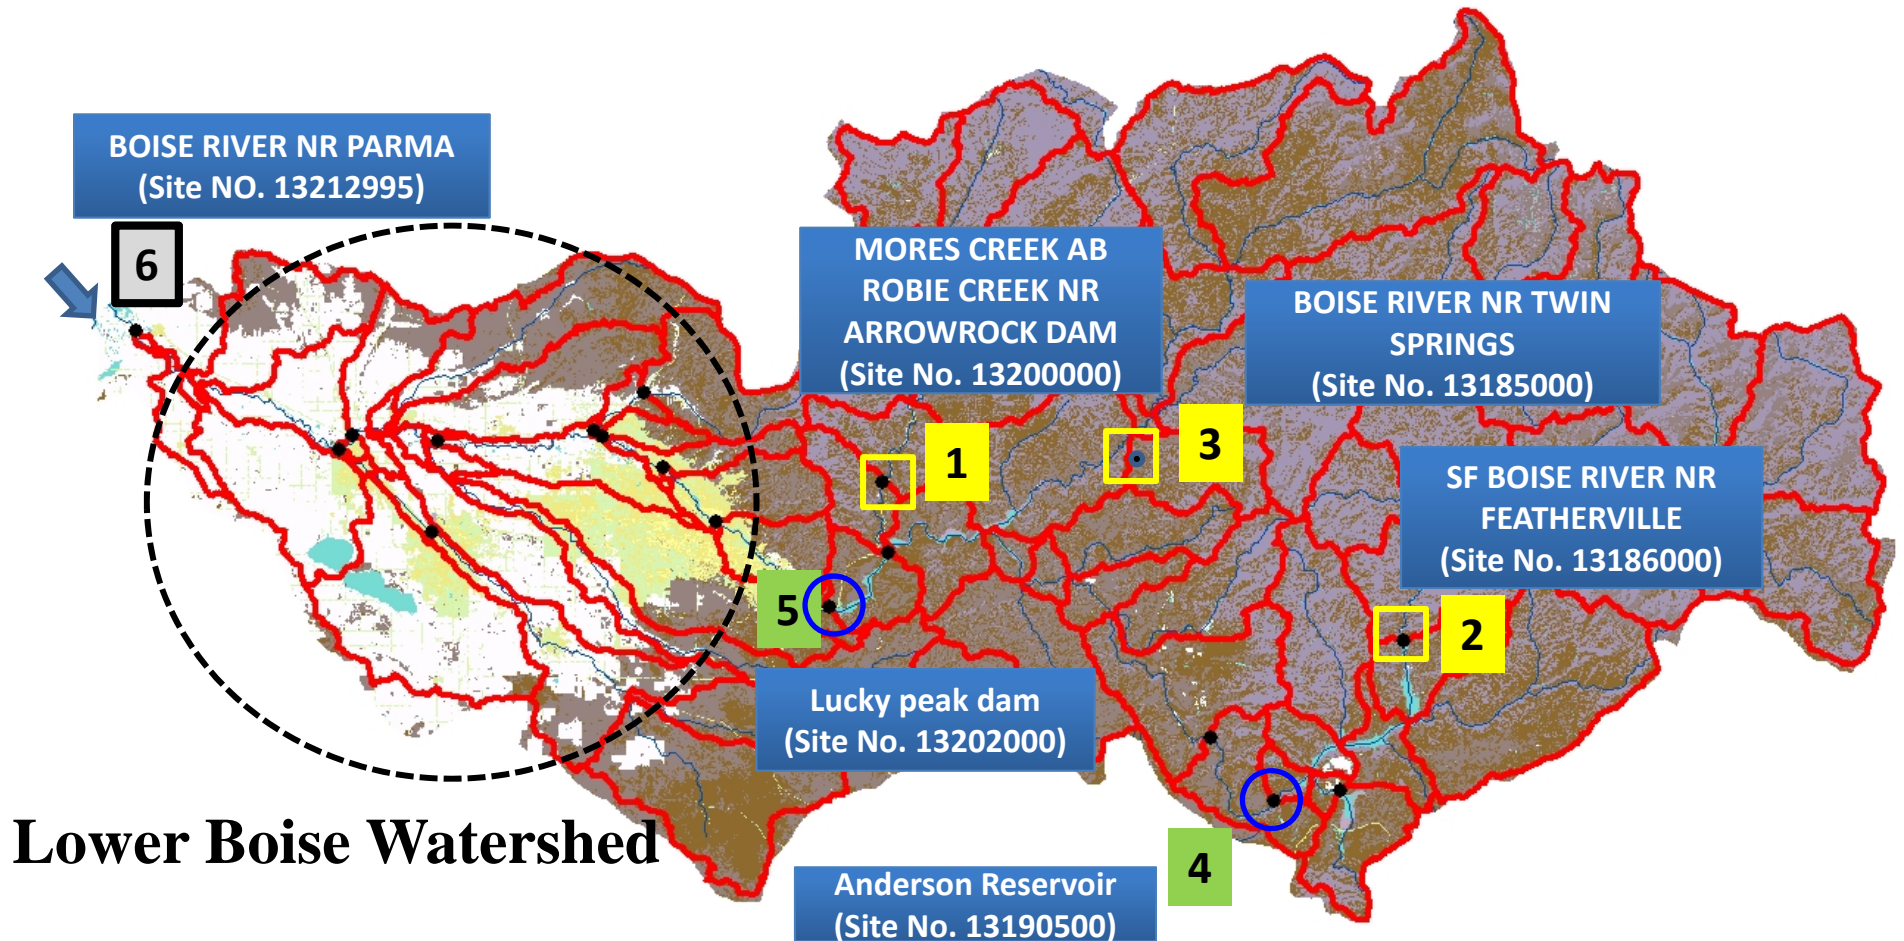 BOISE RIVER NR PARMA
(Site NO. 13212995)
6
MORES CREEK AB
ROBIE CREEK NR
ARROWROCK DAM
(Site No. 13200000)
BOISE RIVER NR TWIN
SPRINGS
(Site No. 13185000)
1
3
SF BOISE RIVER NR
FEATHERVILLE
(Site No. 13186000)
5
2
Lucky peak dam
(Site No. 13202000)
Lower Boise Watershed
4
Anderson Reservoir
(Site No. 13190500)